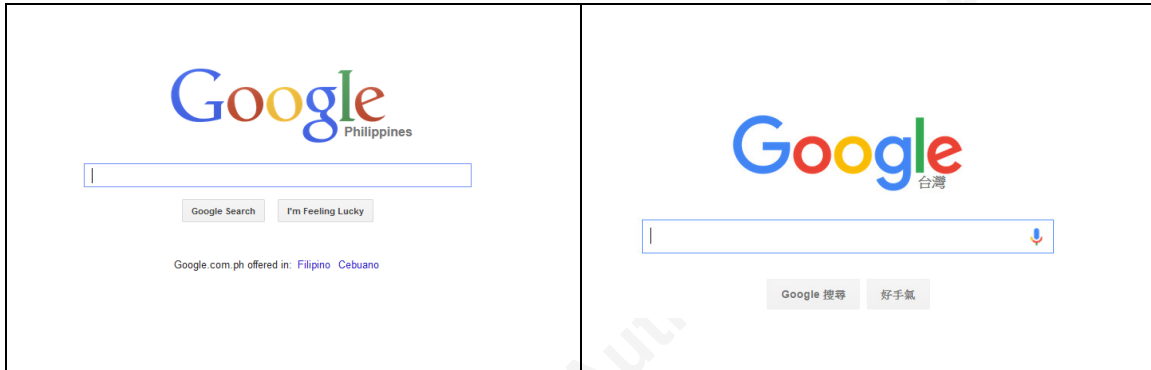 Google
Philippines
Google Search I'm Feeling Lucky
Google.com.ph offered in: Filipino Cebuano
Google
台灣
Google 搜尋 好手氣